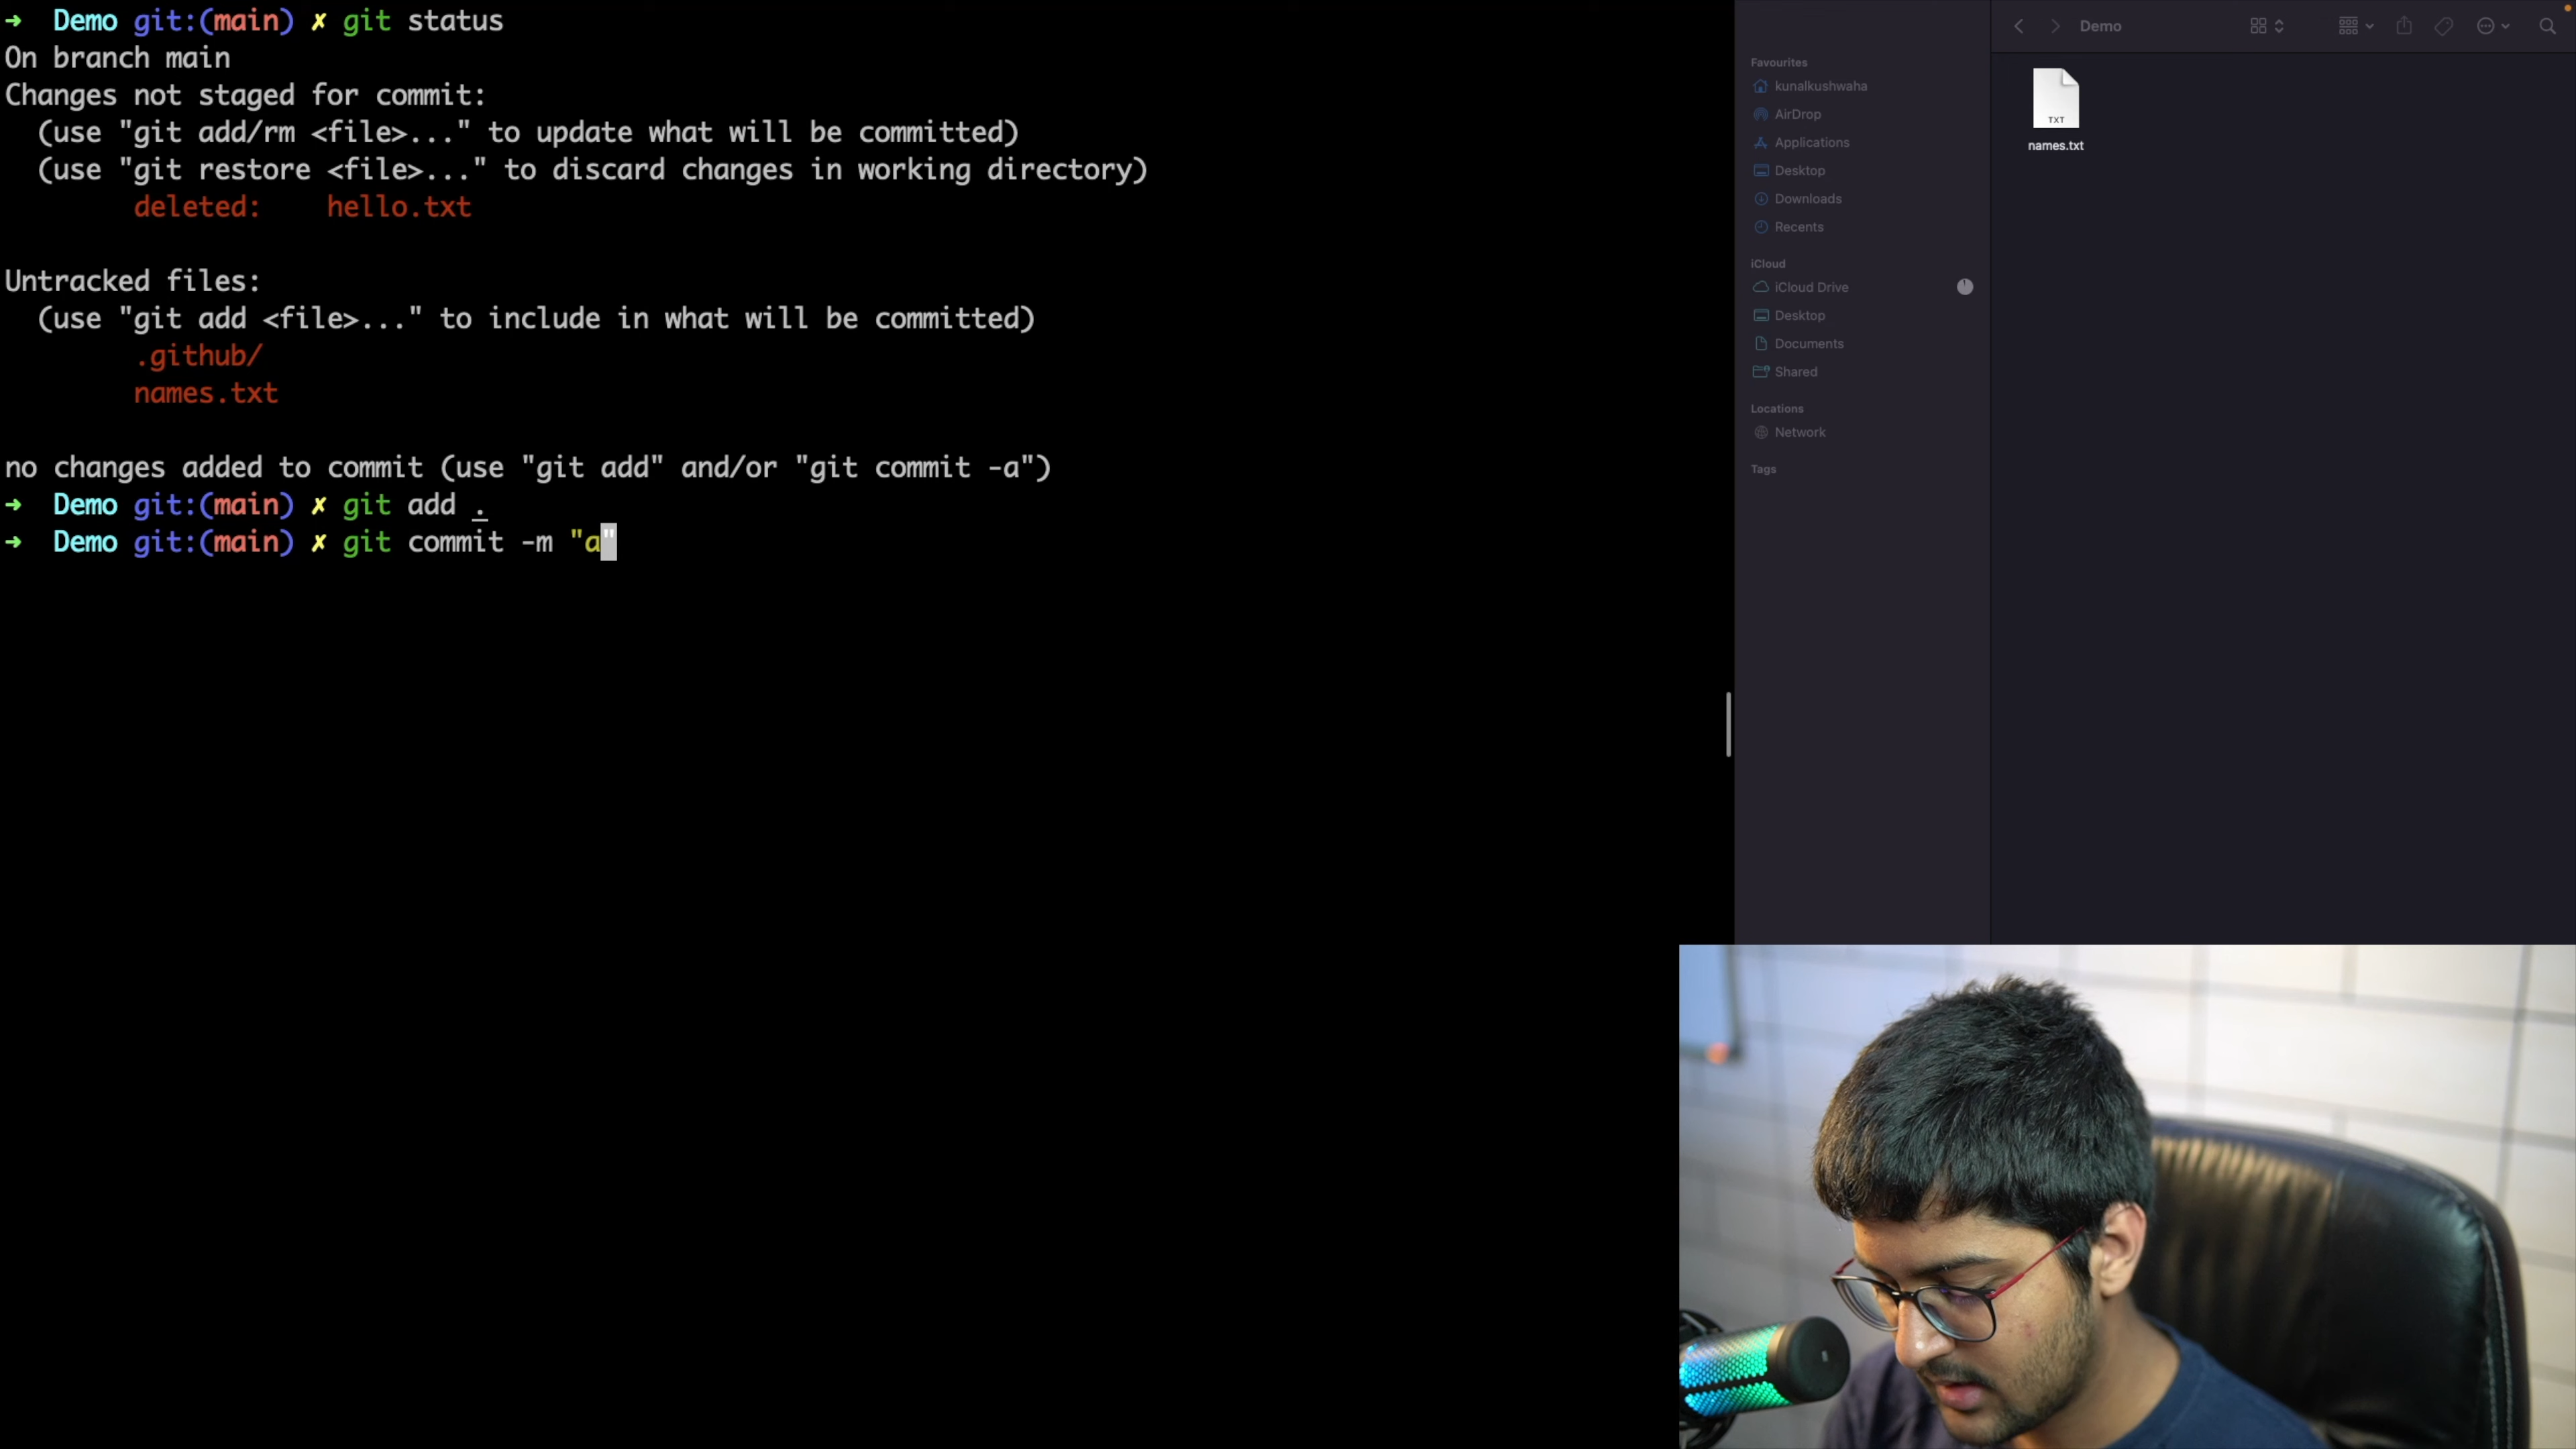 ➜  Demo git:(main) ✗ git status
On branch main
Changes not staged for commit:
  (use "git add/rm <file>..." to update what will be committed)
  (use "git restore <file>..." to discard changes in working directory)
        deleted:    hello.txt
Untracked files:
  (use "git add <file>..." to include in what will be committed)
        .github/
        names.txt
no changes added to commit (use "git add" and/or "git commit -a")
➜  Demo git:(main) ✗ git add .
➜  Demo git:(main) ✗ git commit -m "a"
Favourites
kunalkushwaha
AirDrop
Applications
Desktop
Downloads
Recents
iCloud
iCloud Drive
Desktop
Documents
Shared
Locations
Network
Tags
Demo
TXT
names.txt